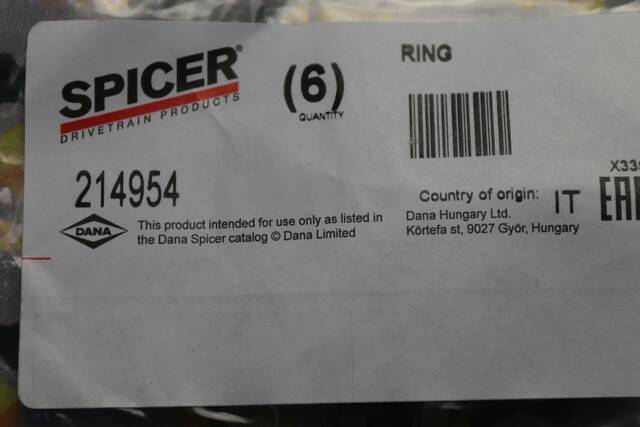 SPICER®
DRIVETRAIN PRODUCTS
(6)
QUANTITY
RING
214954
DANA
This product intended for use only as listed in
the Dana Spicer catalog © Dana Limited
Country of origin: IT
Dana Hungary Ltd.
Körtefa st, 9027 Győr, Hungary